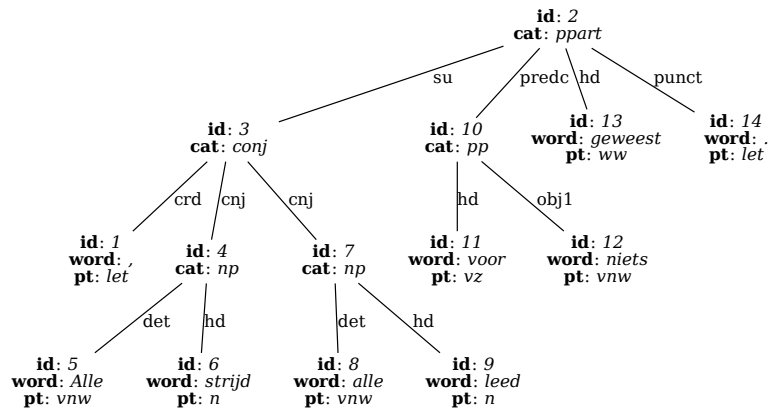 id: 2
cat: ppart
su
predc
hd
punct
id: 3
cat: conj
id: 10
cat: pp
id: 13
word: geweest
pt: ww
id: 14
word: .
pt: let
crd
cnj
cnj
hd
obj1
id: 1
word: ,
pt: let
id: 4
cat: np
id: 7
cat: np
id: 11
word: voor
pt: vz
id: 12
word: niets
pt: vnw
det
hd
det
hd
id: 5
word: Alle
pt: vnw
id: 6
word: strijd
pt: n
id: 8
word: alle
pt: vnw
id: 9
word: leed
pt: n